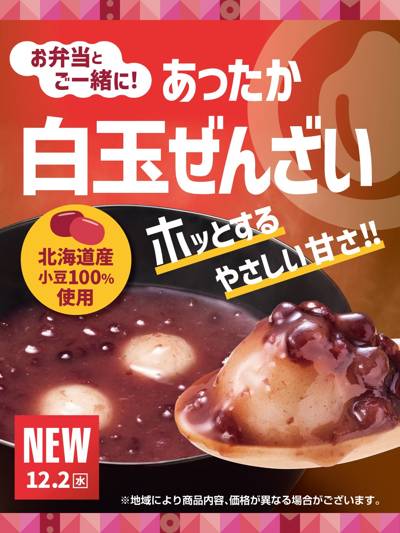 お弁当と
ご一緒に!
あったか
白玉ぜんざい
ホッとする
やさしい甘さ!!
北海道産
小豆100%
使用
NEW
12.2水
※地域により商品内容、価格が異なる場合がございます。